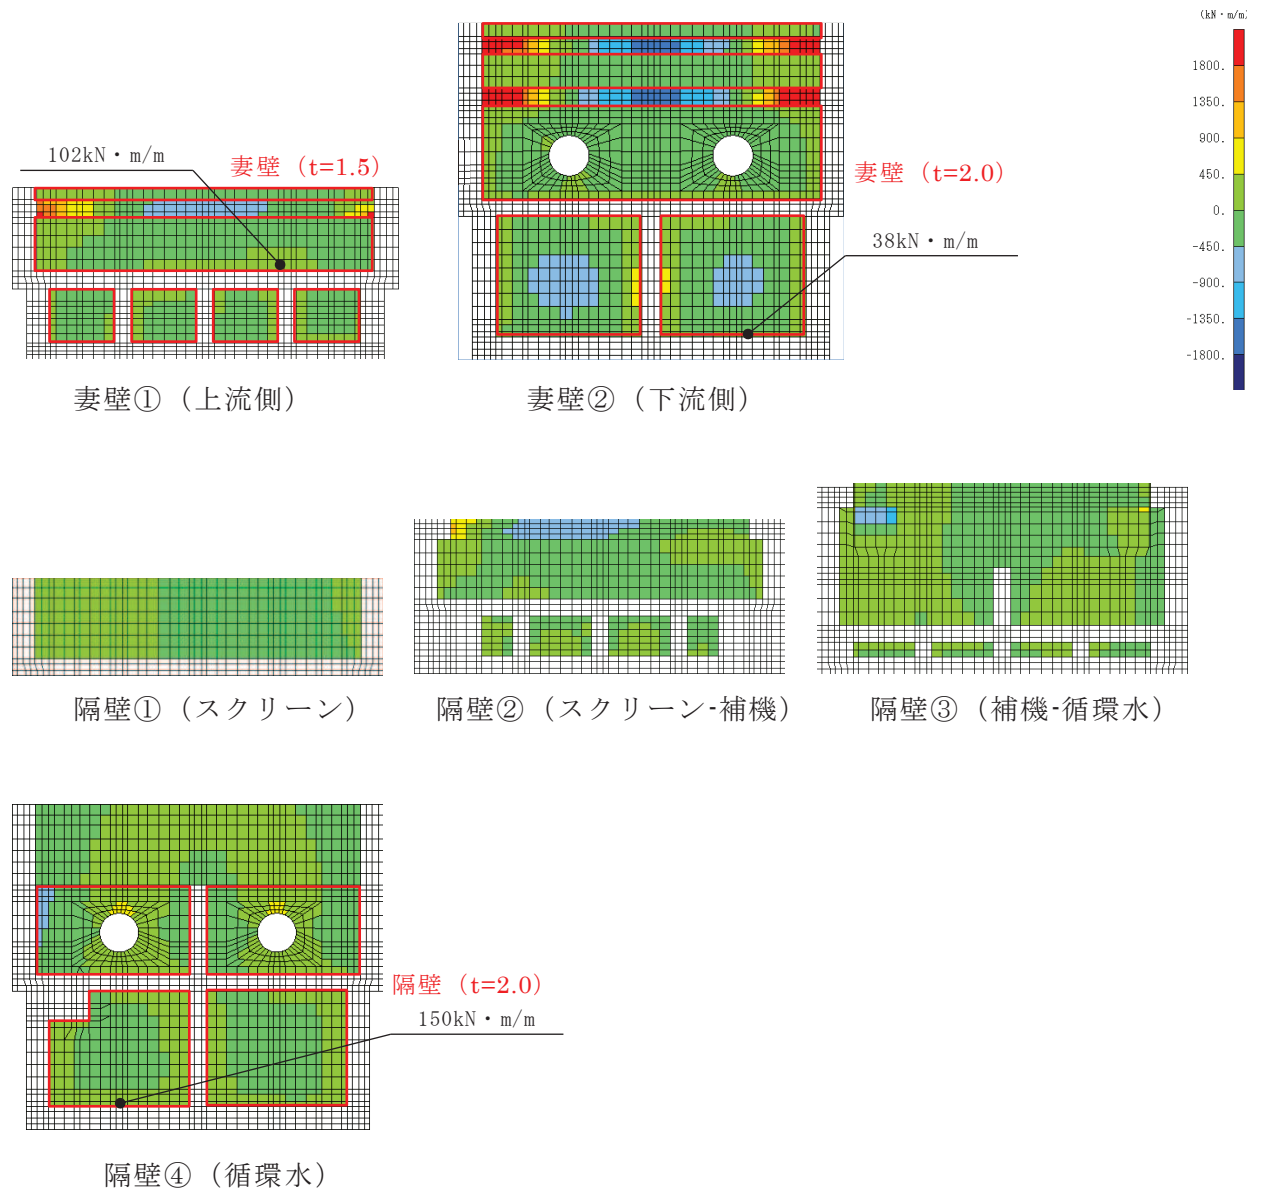 (kN・m/m)
1800.
1350.
900.
450.
0.
-450.
-900.
-1350.
-1800.
102kN・m/m
妻壁（t=1.5）
妻壁（t=2.0）
38kN・m/m
妻壁①（上流側）
妻壁②（下流側）
隔壁①（スクリーン）
隔壁②（スクリーン-補機）
隔壁③（補機-循環水）
隔壁（t=2.0）
150kN・m/m
隔壁④（循環水）